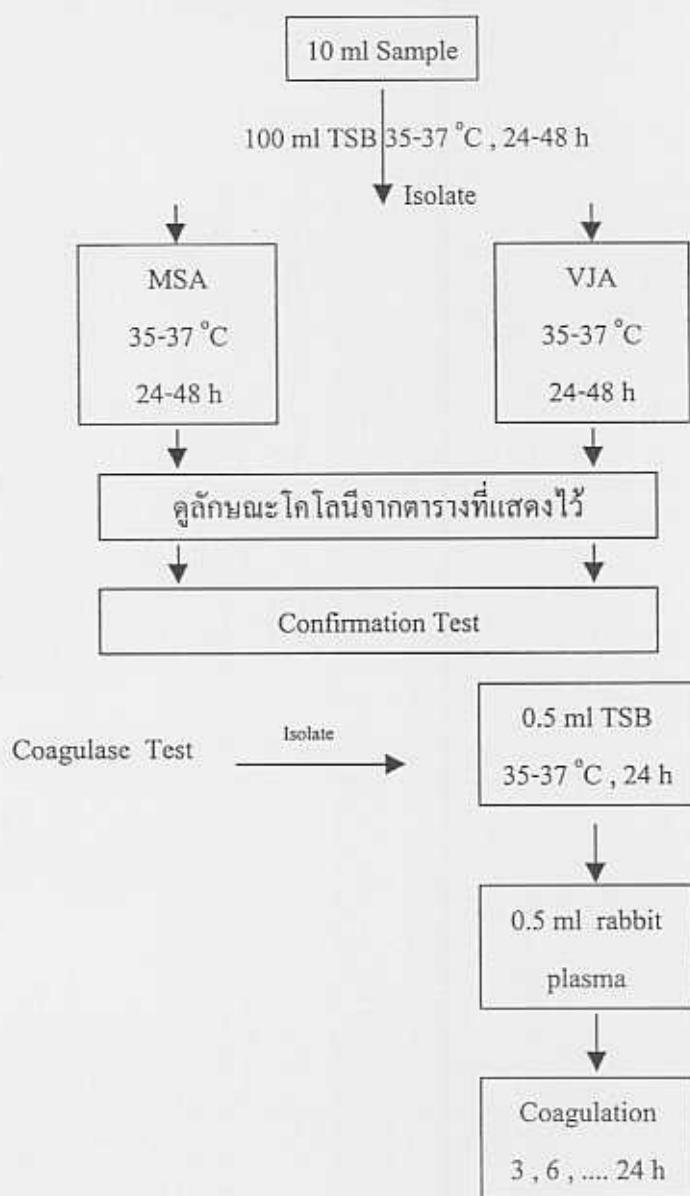 10 ml Sample
100 ml TSB 35-37 °C , 24-48 h
Isolate
MSA
35-37 °C
24-48 h
VJA
35-37 °C
24-48 h
ดูลักษณะโคโลนีจากตารางที่แสดงไว้
Confirmation Test
Coagulase Test
Isolate
0.5 ml TSB
35-37 °C , 24 h
0.5 ml rabbit
plasma
Coagulation
3 , 6 , .... 24 h